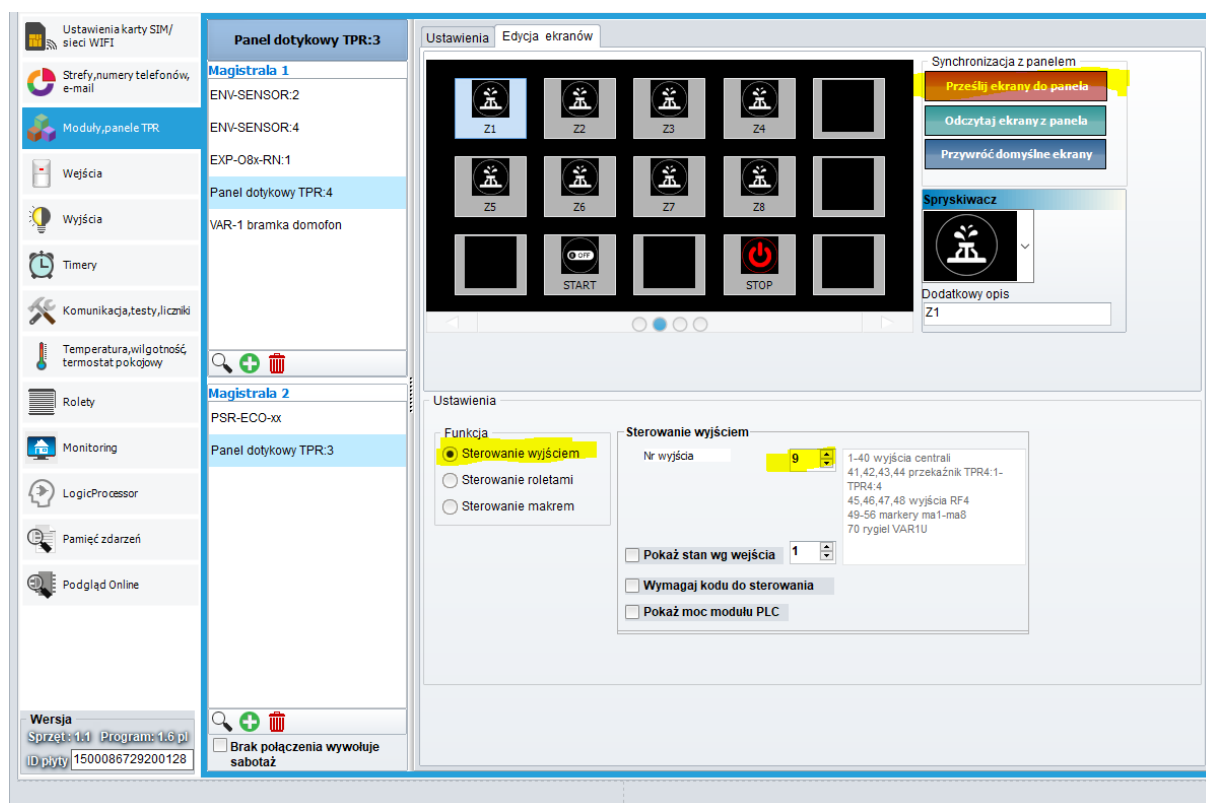 Ustawienia karty SIM/
sieci WIFI
Strefy,numery telefonów,
e-mail
Moduły,panele TPR
Wejścia
Wyjścia
Timery
Komunikacja,testy,liczniki
Temperatura,wilgotność,
termostat pokojowy
Rolety
Monitoring
LogicProcessor
Pamięć zdarzeń
Podgląd Online
Wersja
Sprzęt: 1.1 Program: 1.6 pl
ID płyty 1500086729200128
Panel dotykowy TPR:3
Magistrala 1
ENV-SENSOR:2
ENV-SENSOR:4
EXP-O8x-RN:1
Panel dotykowy TPR:4
VAR-1 bramka domofon
Magistrala 2
PSR-ECO-xx
Panel dotykowy TPR:3
Brak połączenia wywołuje
sabotaż
Ustawienia Edycja ekranów
Z1 Z2 Z3 Z4
Z5 Z6 Z7 Z8
OFF
START STOP
Synchronizacja z panelem
Prześlij ekrany do panela
Odczytaj ekrany z panela
Przywróć domyślne ekrany
Spryskiwacz
Dodatkowy opis
Z1
Ustawienia
Funkcja
Sterowanie wyjściem
Sterowanie roletami
Sterowanie makrem
Sterowanie wyjściem
Nr wyjścia 9
1-40 wyjścia centrali
41,42,43,44 przekaźnik TPR4:1-
TPR4:4
45,46,47,48 wyjścia RF4
49-56 markery ma1-ma8
70 rygiel VAR1U
Pokaż stan wg wejścia 1
Wymagaj kodu do sterowania
Pokaż moc modułu PLC